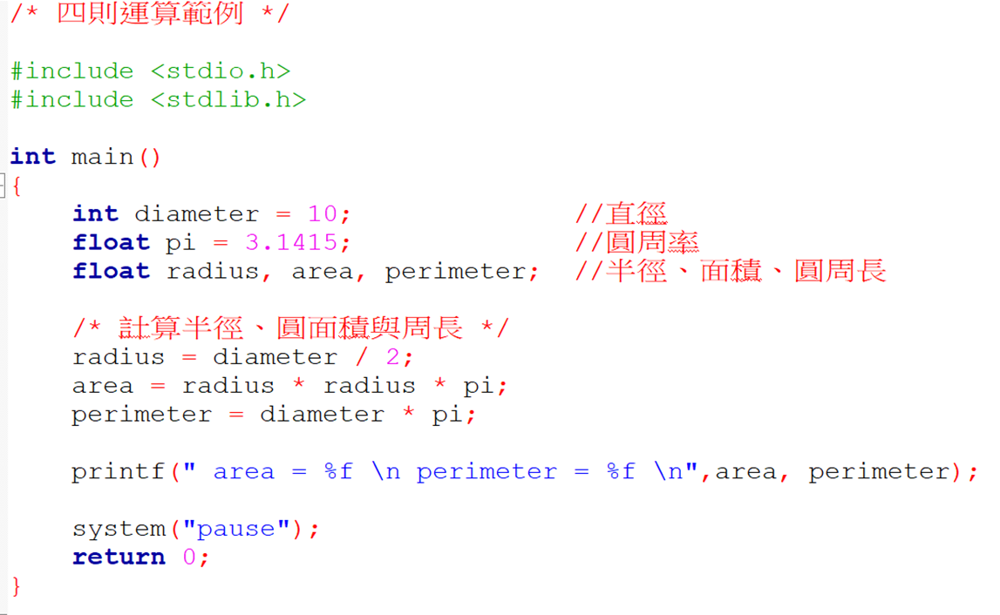 /* 四則運算範例 */
#include <stdio.h>
#include <stdlib.h>
int main()
{
int diameter = 10; //直徑
float pi = 3.1415; //圓周率
float radius, area, perimeter; //半徑、面積、圓周長
/* 計算半徑、圓面積與周長 */
radius = diameter / 2;
area = radius * radius * pi;
perimeter = diameter * pi;
printf(" area = %f \n perimeter = %f \n",area, perimeter);
system("pause");
return 0;
}